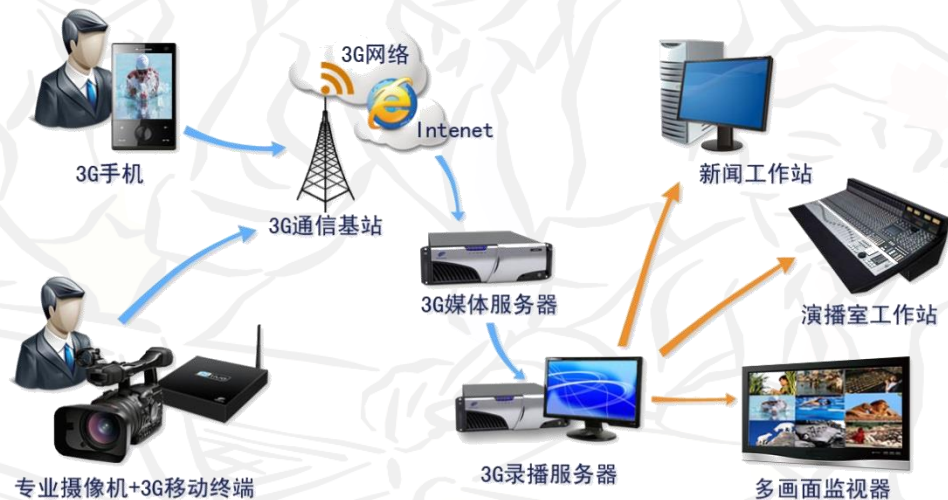 3G网络
Intenet
3G手机
3G通信基站
新闻工作站
3G媒体服务器
演播室工作站
专业摄像机+3G移动终端
3G录播服务器
多画面监视器